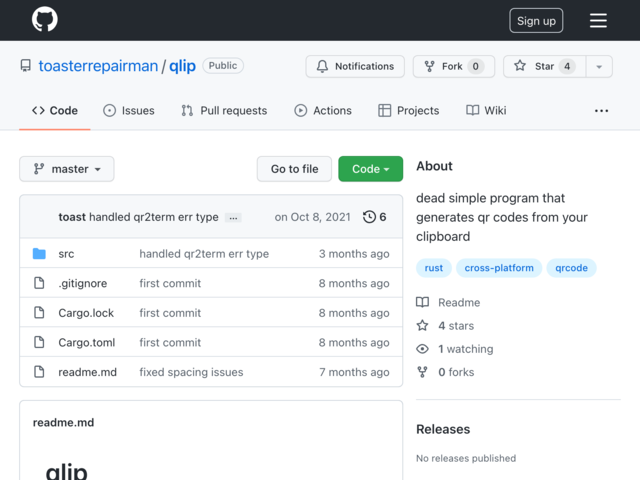 Sign up
toasterrepairman / qlip Public
Notifications Fork 0 Star 4
Code Issues Pull requests Actions Projects Wiki ...
master Go to file Code
toast handled qr2term err type ... on Oct 8, 2021 6
src handled qr2term err type 3 months ago
.gitignore first commit 8 months ago
Cargo.lock first commit 8 months ago
Cargo.toml first commit 8 months ago
readme.md fixed spacing issues 7 months ago
readme.md
qlip
About
dead simple program that
generates qr codes from your
clipboard
rust cross-platform qrcode
Readme
4 stars
1 watching
0 forks
Releases
No releases published